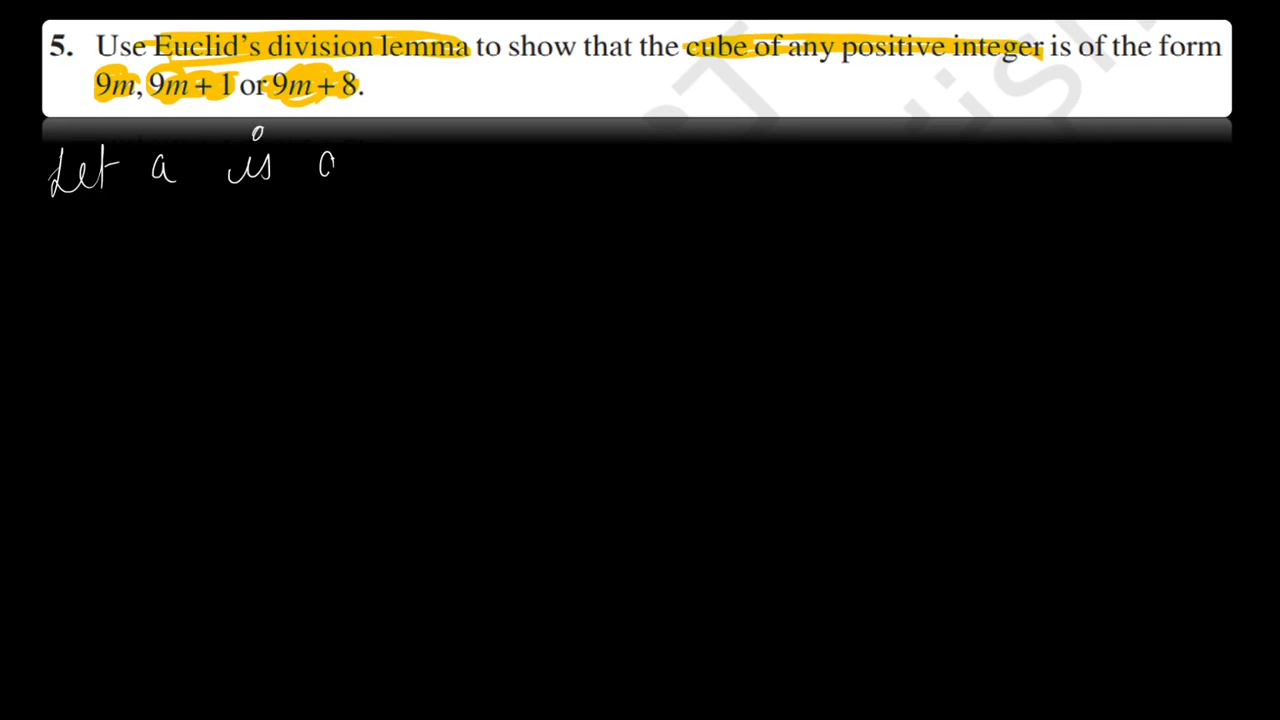 5. Use Euclid's division lemma to show that the cube of any positive integer is of the form
9m, 9m + 1 or 9m + 8.
Let a is a